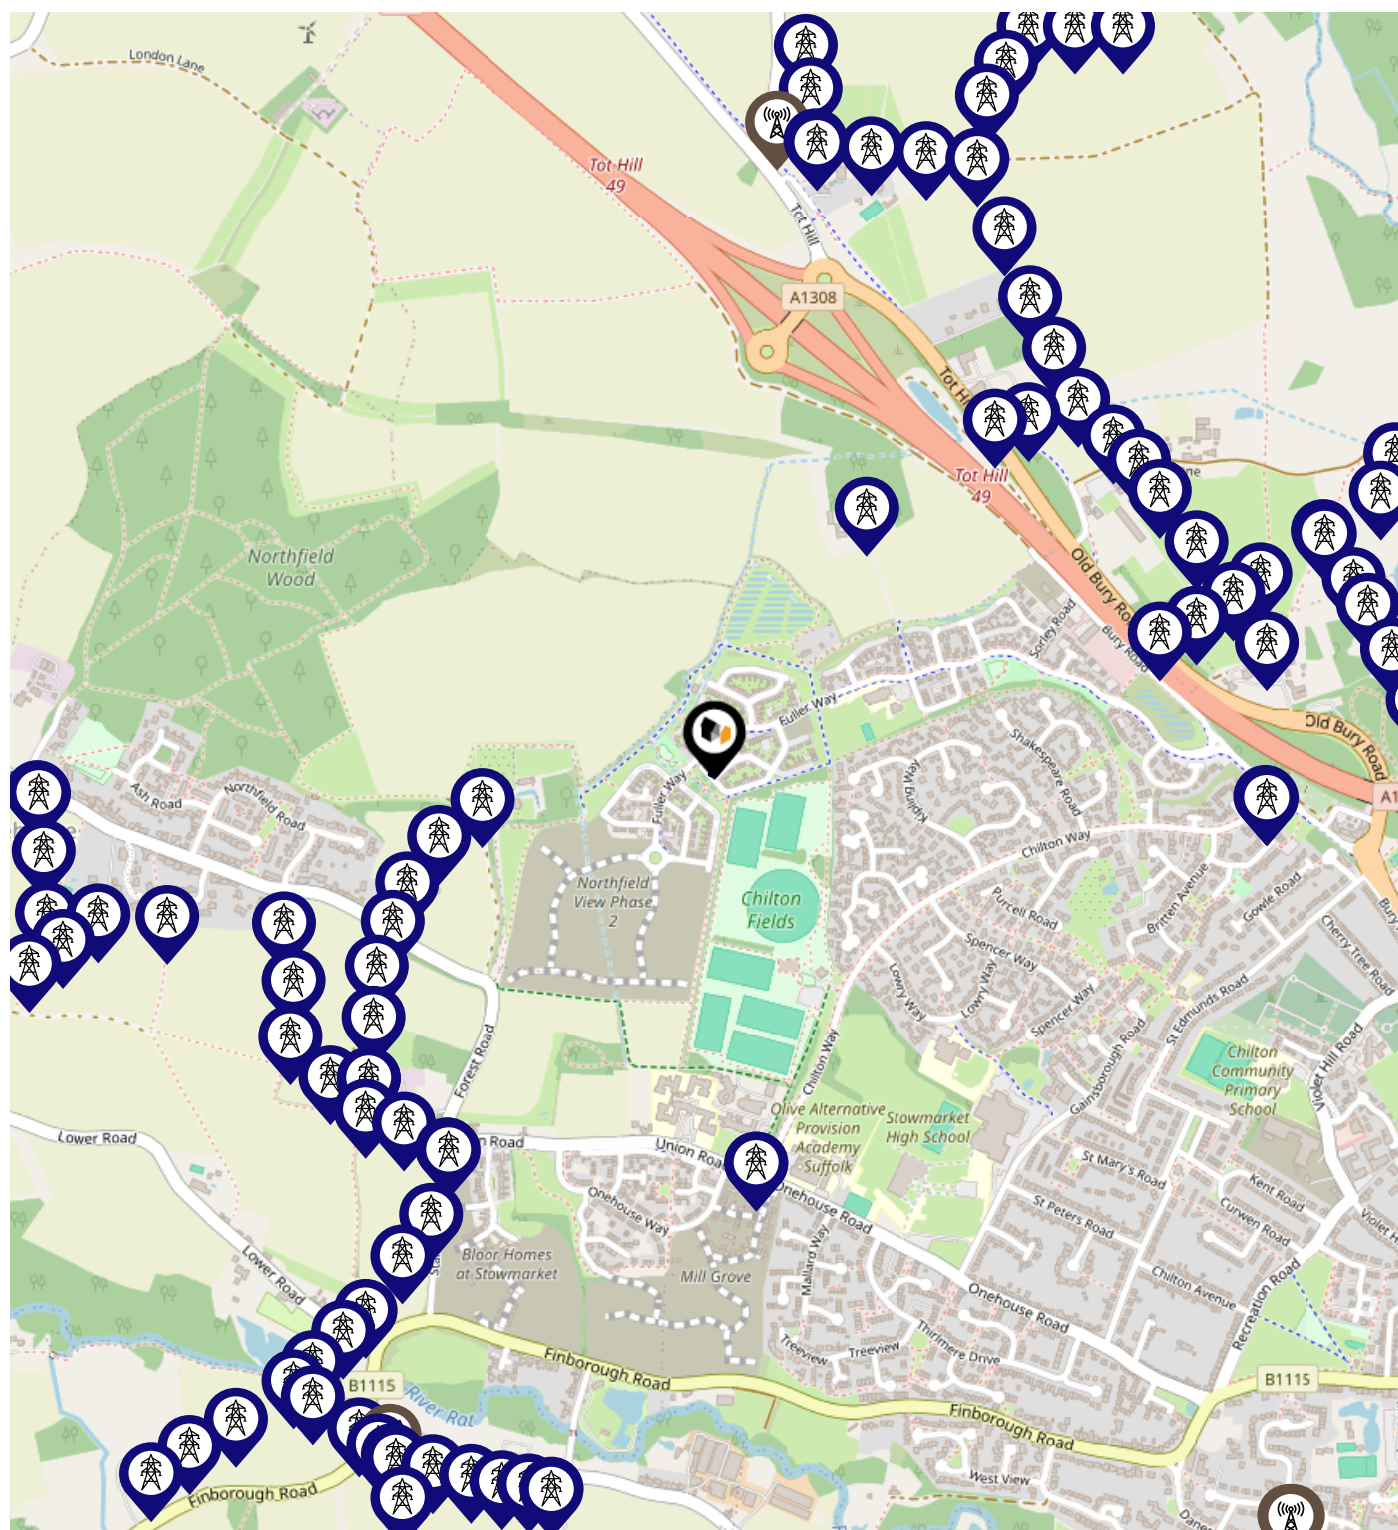 London Lane
Tot Hill
49
Tot Hill
A1308
Tot Hill
49
Northfield
Wood
Old Bury Road
Sorley Road
Bury Road
Fuller Way
Old Bury Road
Shakespeare Road
Fuller Way
Ash Road
Northfield Road
Chilton Way
Northfield
View Phase
2
Chilton
Fields
Purcell Road
Britten Avenue
Gowle Road
Cherry Tree Road
Spencer Way
Lowry Way
Lowry Way
Spencer Way
St Edmunds Road
Forest Road
Chilton Way
Gainsborough Road
Chilton
Community
Primary
School
Violet Hill Road
Olive Alternative
Provision
Academy
Suffolk
Stowmarket
High School
Lower Road
Union Road
Onehouse Road
St Mary's Road
Kent Road
Curwen Road
St Peters Road
Onehouse Way
Mallard Way
Bloor Homes
at Stowmarket
Mill Grove
Lower Road
Chilton Avenue
Recreation Road
Onehouse Road
Treeview
Treeview
Thirlmere Drive
Finborough Road
B1115
B1115
River Rat
Finborough Road
West View
Finborough Road